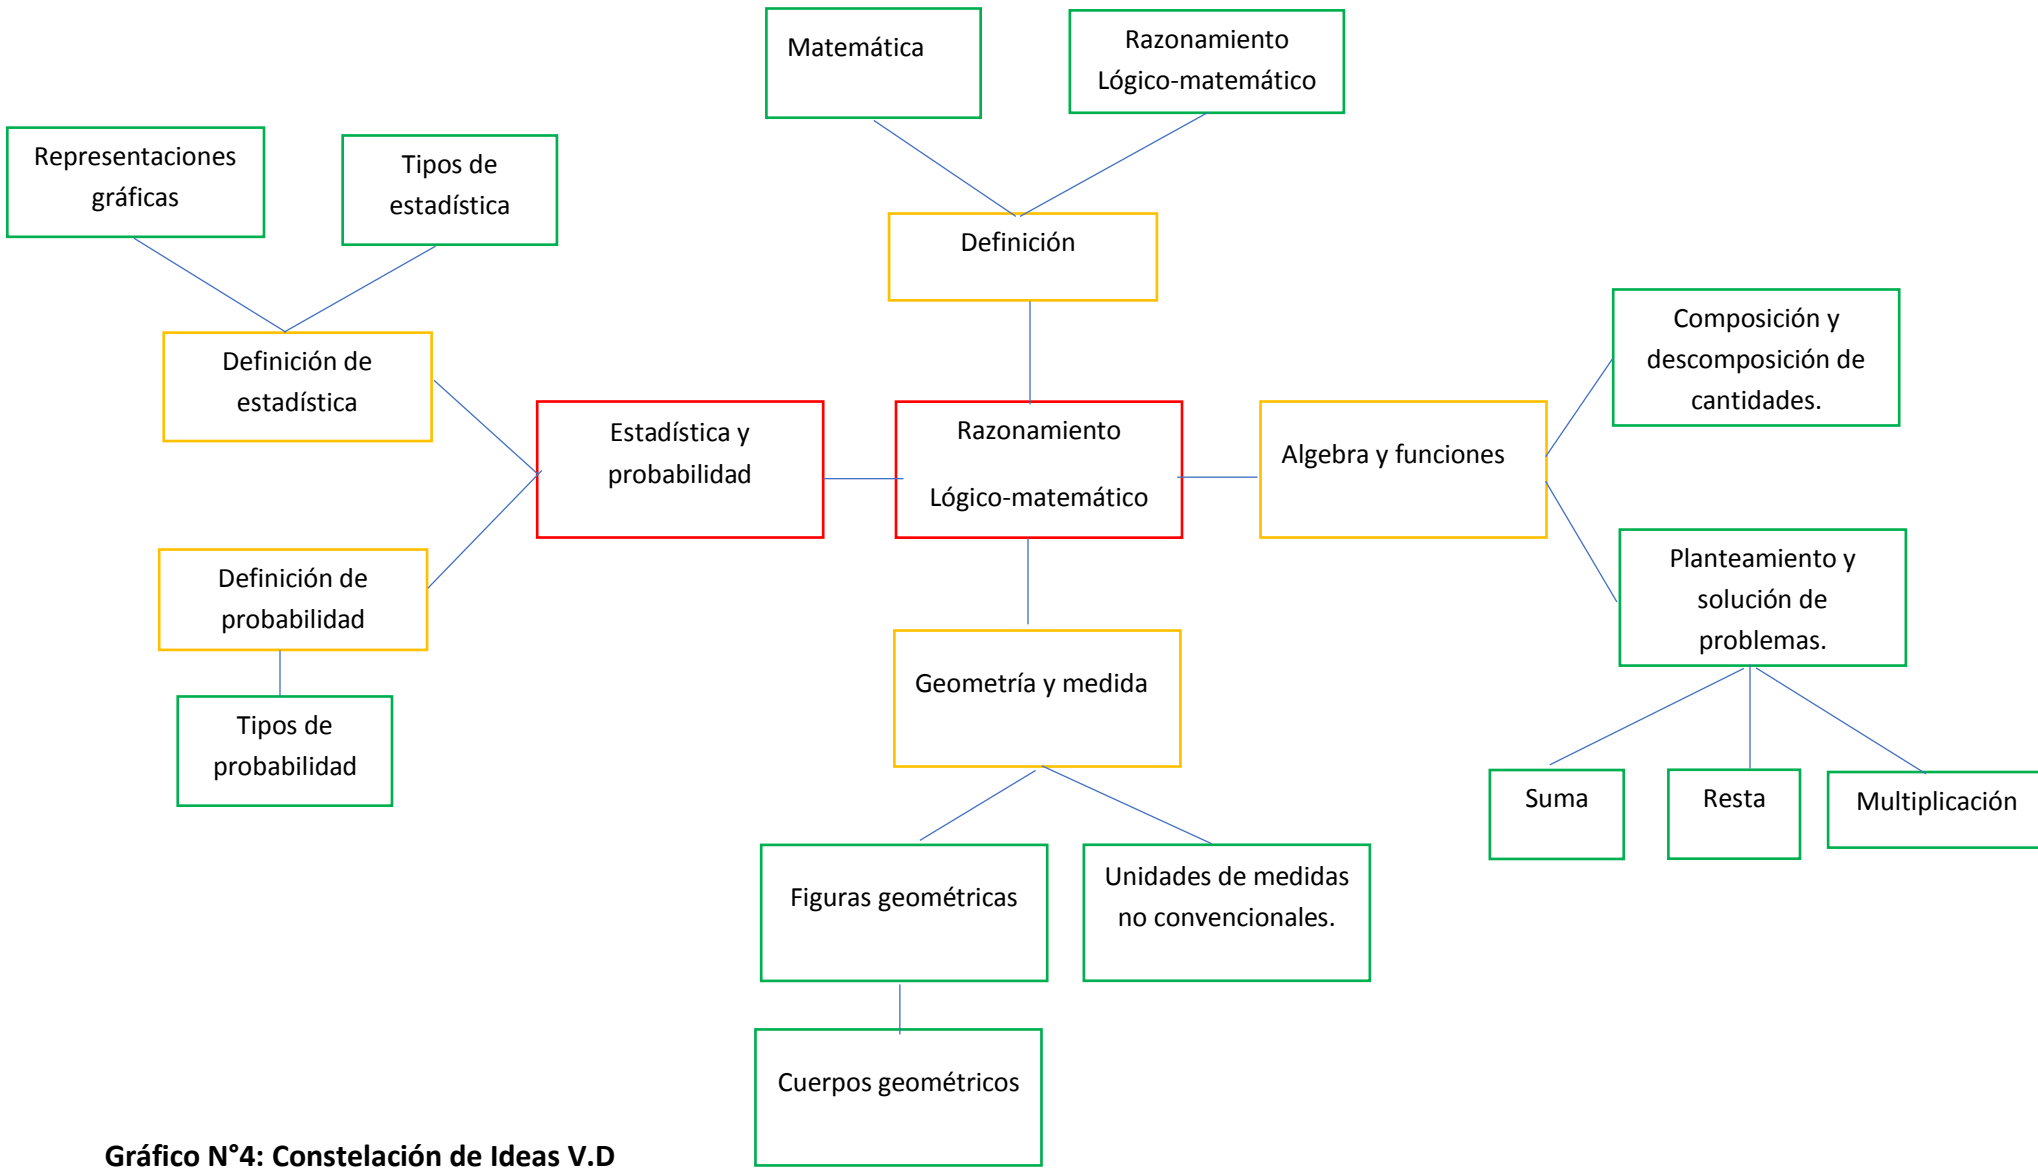 Matemática
Razonamiento
Lógico-matemático
Representaciones
gráficas
Tipos de
estadística
Definición
Definición de
estadística
Composición y
descomposición de
cantidades.
Estadística y
probabilidad
Razonamiento
Lógico-matemático
Algebra y funciones
Definición de
probabilidad
Planteamiento y
solución de
problemas.
Geometría y medida
Tipos de
probabilidad
Suma
Resta
Multiplicación
Figuras geométricas
Unidades de medidas
no convencionales.
Cuerpos geométricos
Gráfico N°4: Constelación de Ideas V.D